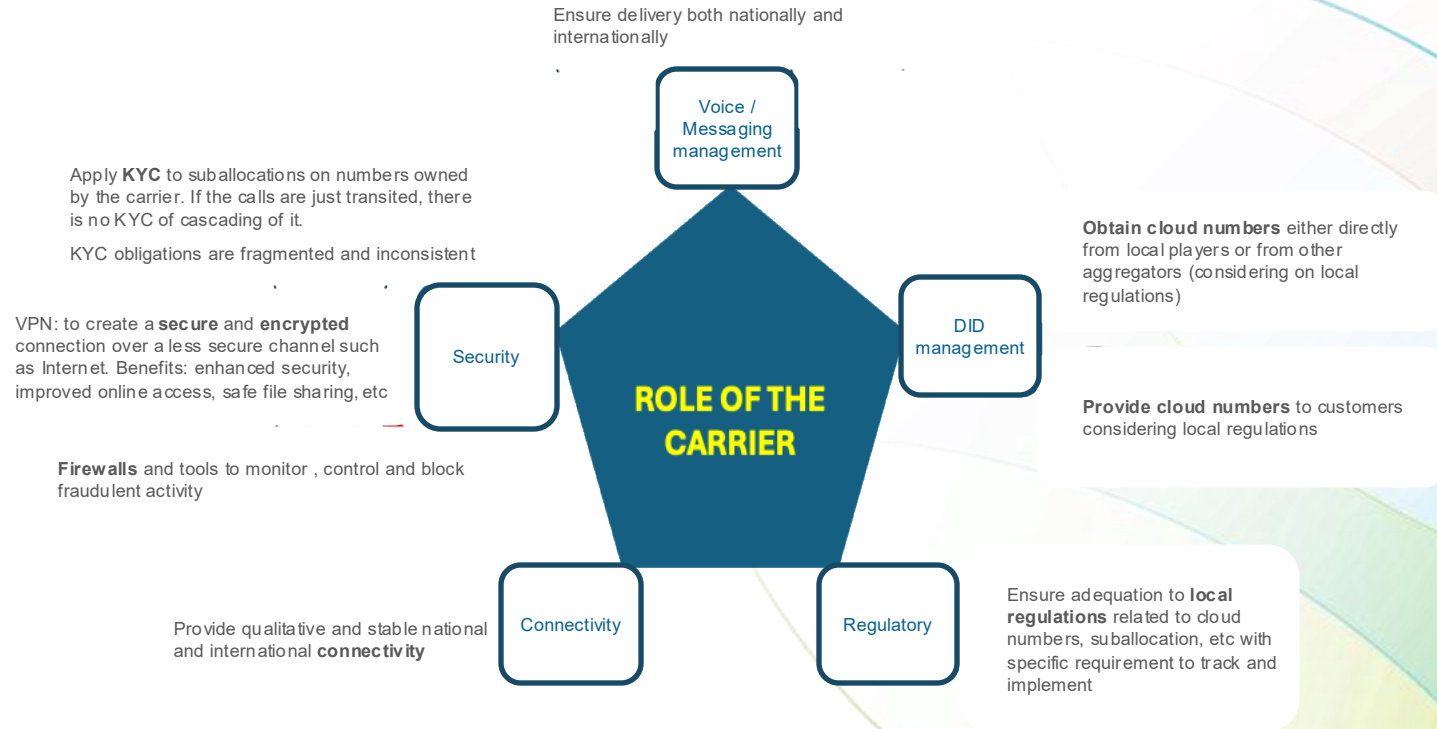 Ensure delivery both nationally and
internationally
Voice /
Messaging
management
Apply KYC to suballocations on numbers owned
by the carrier. If the calls are just transited, there
is no KYC of cascading of it.
KYC obligations are fragmented and inconsistent
VPN: to create a secure and encrypted
connection over a less secure channel such
as Internet. Benefits: enhanced security,
improved online access, safe file sharing, etc
Firewalls and tools to monitor , control and block
fraudulent activity
Security
ROLE OF THE
CARRIER
DID
management
Obtain cloud numbers either directly
from local players or from other
aggregators (considering on local
regulations)
Provide cloud numbers to customers
considering local regulations
Provide qualitative and stable national
and international connectivity
Connectivity
Regulatory
Ensure adequation to local
regulations related to cloud
numbers, suballocation, etc with
specific requirement to track and
implement